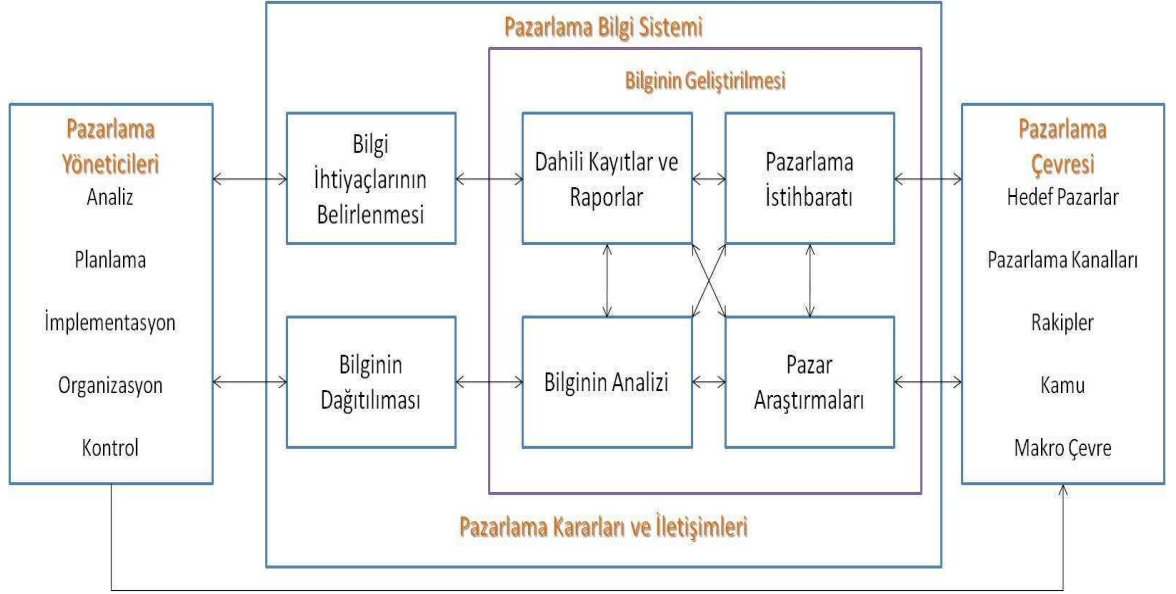 Pazarlama Bilgi Sistemi
Bilginin Geliştirilmesi
Pazarlama
Yöneticileri
Analiz
Planlama
İmplementasyon
Organizasyon
Kontrol
Bilgi
İhtiyaçlarının
Belirlenmesi
Dahili Kayıtlar ve
Raporlar
Pazarlama
İstihbaratı
Bilginin
Dağıtılıması
Bilginin Analizi
Pazar
Araştırmaları
Pazarlama
Çevresi
Hedef Pazarlar
Pazarlama Kanalları
Rakipler
Kamu
Makro Çevre
Pazarlama Kararları ve İletişimleri